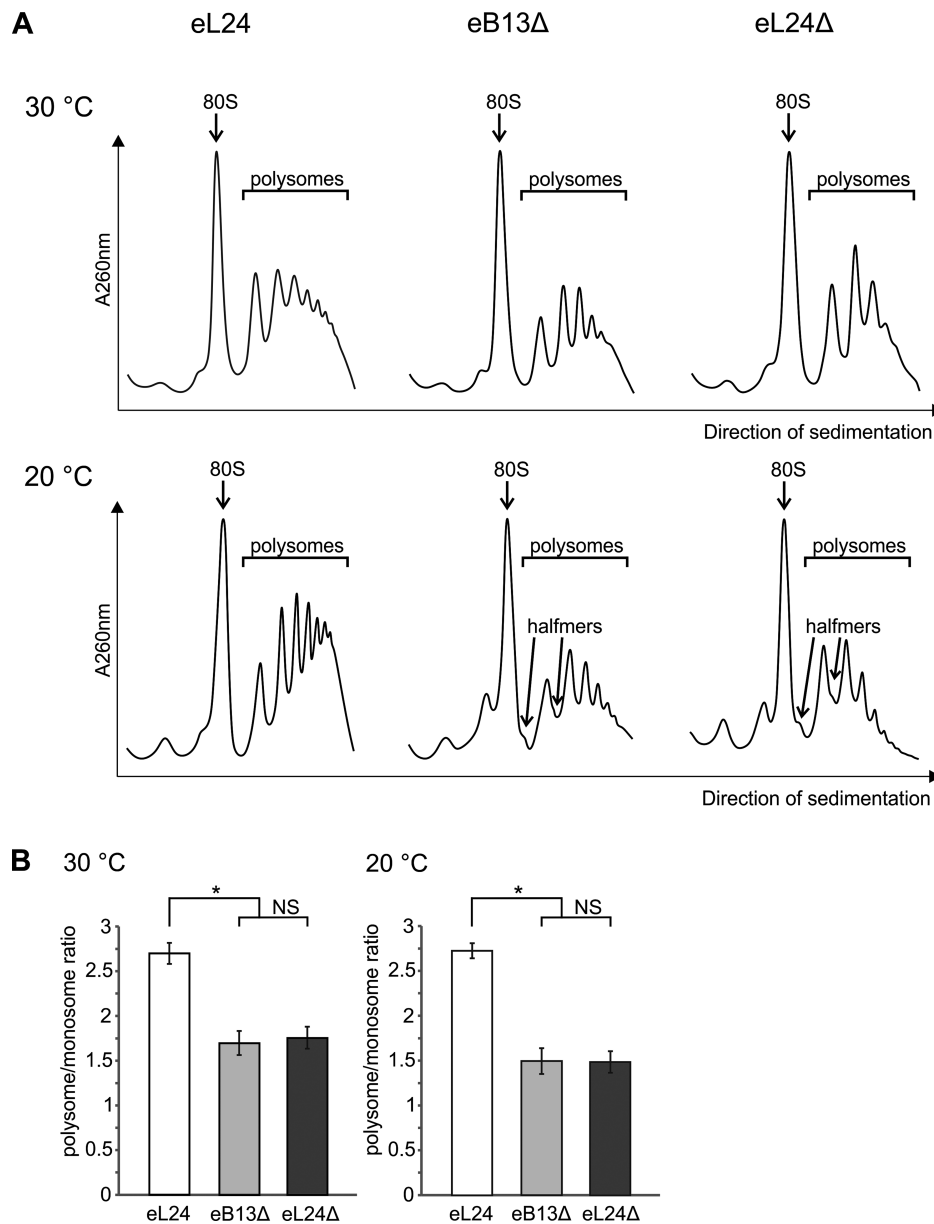 A
eL24 eB13Δ eL24Δ
30 °C
80S 80S 80S
polysomes polysomes polysomes
A260nm
Direction of sedimentation
20 °C
80S 80S 80S
polysomes polysomes polysomes
halfmers halfmers
A260nm
Direction of sedimentation
B 30 °C 20 °C
* *
NS NS
polysome/monosome ratio polysome/monosome ratio
3 3
2.5 2.5
2 2
1.5 1.5
1 1
0.5 0.5
0 0
eL24 eB13Δ eL24Δ eL24 eB13Δ eL24Δ